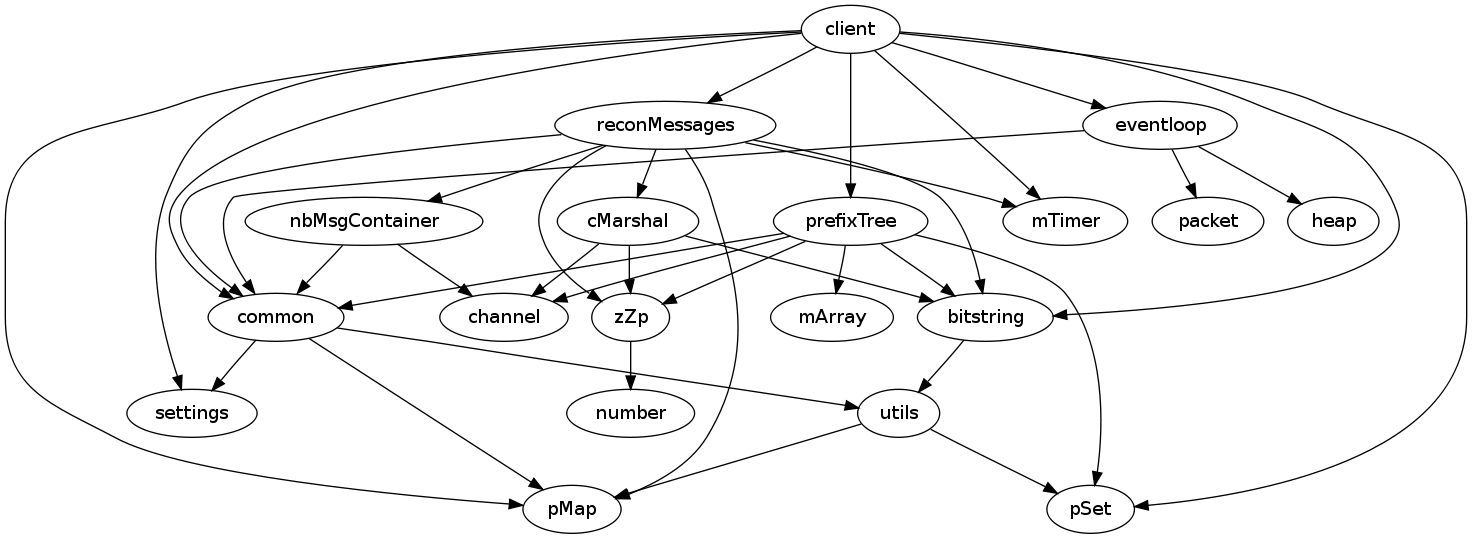 client
reconMessages
eventloop
nbMsgContainer
cMarshal
prefixTree
mTimer
packet
heap
common
channel
zZp
mArray
bitstring
settings
number
utils
pMap
pSet